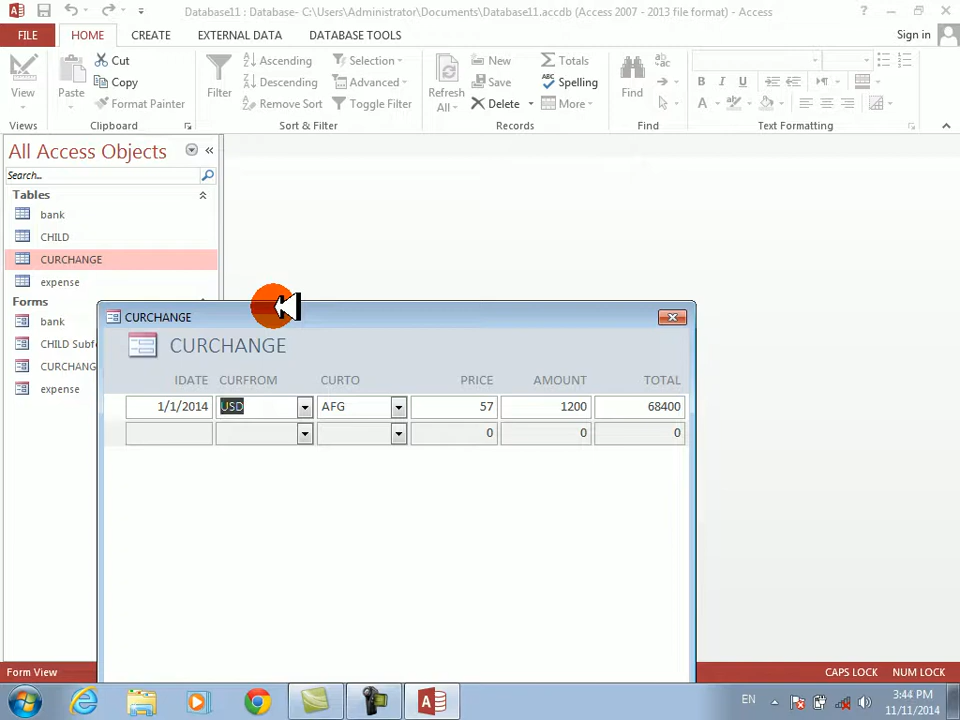 Database11 : Database- C:\Users\Administrator\Documents\Database11.accdb (Access 2007 - 2013 file format) - Access
FILE HOME CREATE EXTERNAL DATA DATABASE TOOLS Sign in
View
Views
Paste
Cut
Copy
Format Painter
Clipboard
Filter
Ascending
Descending
Remove Sort
Selection
Advanced
Toggle Filter
Sort & Filter
Refresh
All
New
Save
Delete
Totals
Spelling
More
Records
Find
Find
Text Formatting
All Access Objects
Search...
Tables
bank
CHILD
CURCHANGE
expense
Forms
bank
CHILD Subf
CURCHANG
expense
CURCHANGE
CURCHANGE
IDATE CURFROM CURTO PRICE AMOUNT TOTAL
1/1/2014 USD AFG 57 1200 68400
0 0 0
Form View CAPS LOCK NUM LOCK
EN 3:44 PM
11/11/2014